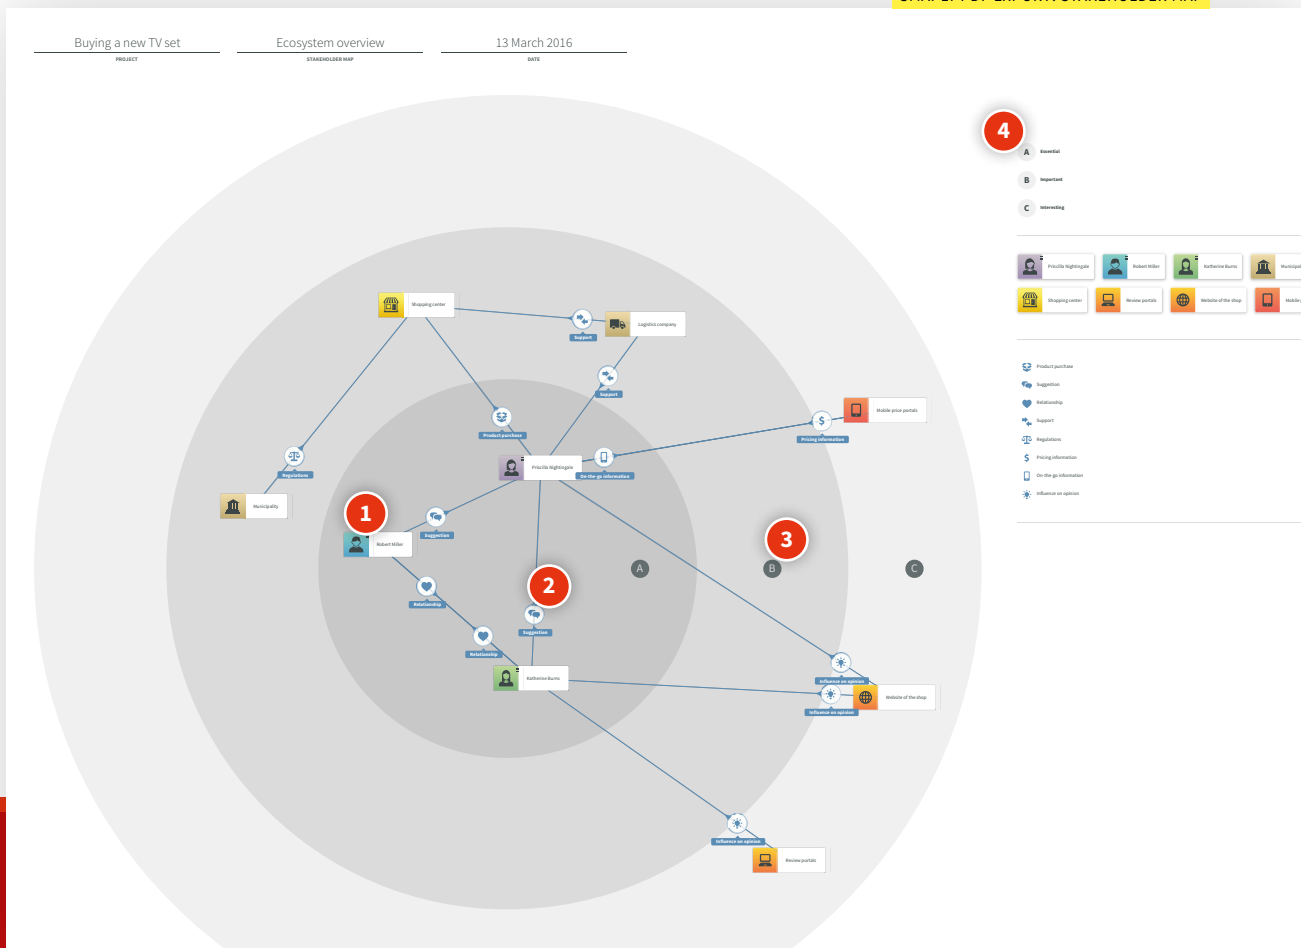 Buying a new TV set
PROJECT
Ecosystem overview
STAKEHOLDER MAP
13 March 2016
DATE
4
A Essential
B Important
C Interesting
Priscilla Nightingale
Robert Miller
Katherine Burns
Shopping center
Review portals
Website of the shop
Product purchase
Suggestion
Relationship
Support
Regulations
Pricing information
On-the-go information
Influence on opinion
Shopping center
Support
Logistics company
Support
Mobile price portals
Product purchase
Pricing information
Priscilla Nightingale
On-the-go information
Regulations
Municipality
1
Suggestion
Robert Miller
3
A
B
C
2
Relationship
Suggestion
Relationship
Katherine Burns
Influence on opinion
Website of the shop
Influence on opinion
Influence on opinion
Review portals